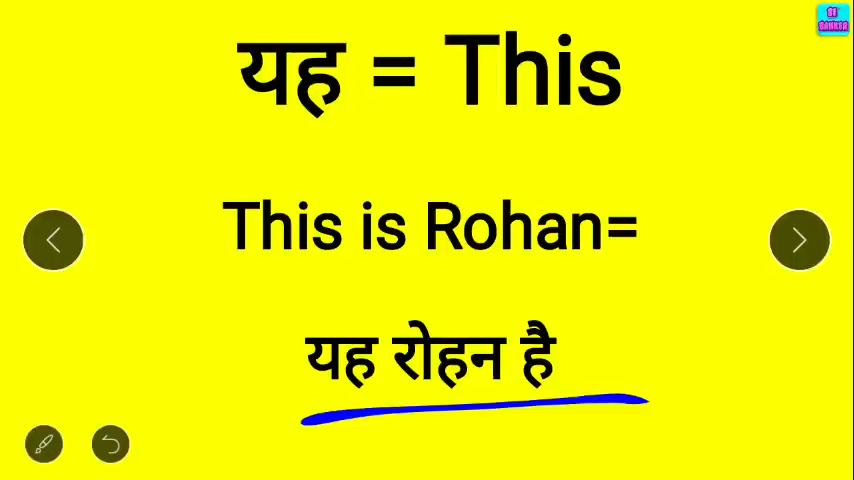 यह = This
This is Rohan=
यह रोहन है